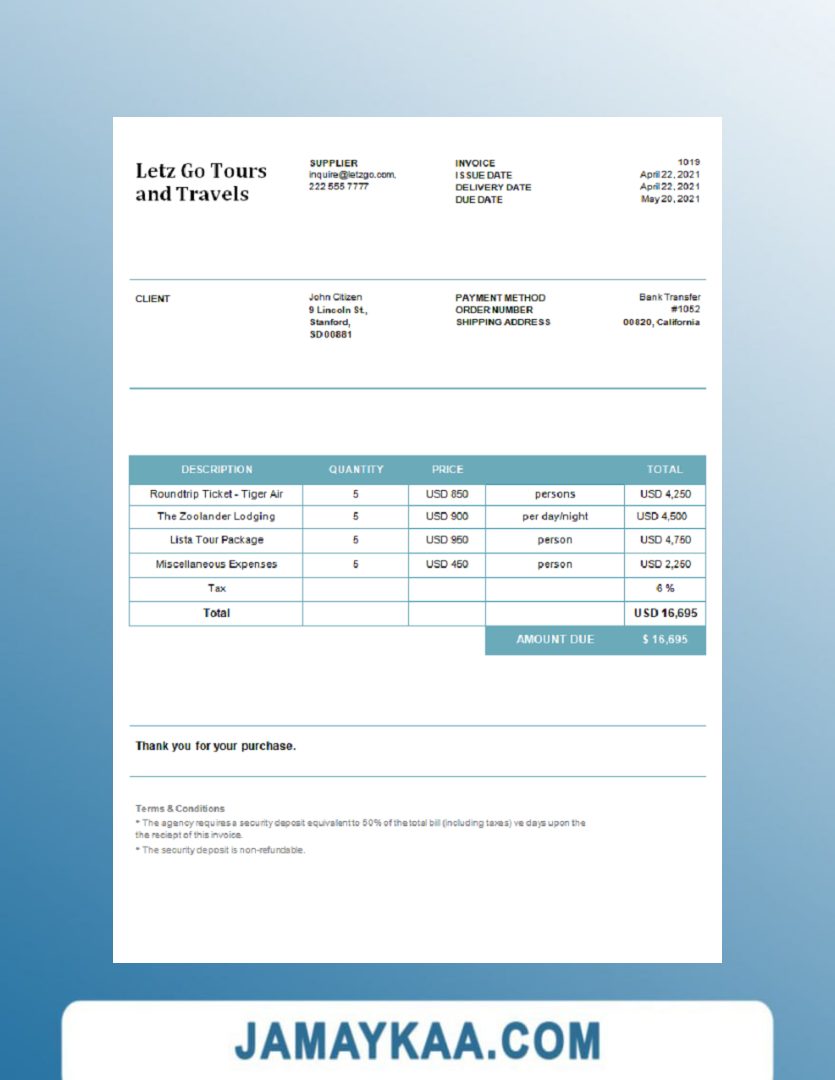 Letz Go Tours
and Travels
SUPPLIER
inquire@letzgo.com,
222 555 7777
INVOICE 1019
ISSUE DATE April 22, 2021
DELIVERY DATE April 22, 2021
DUE DATE May 20, 2021
CLIENT
John Citizen
9 Lincoln St.,
Stanford,
SD 00881
PAYMENT METHOD Bank Transfer
ORDER NUMBER #1052
SHIPPING ADDRESS 00820, California
DESCRIPTION QUANTITY PRICE TOTAL
Roundtrip Ticket - Tiger Air 5 USD 850 persons USD 4,250
The Zoolander Lodging 5 USD 900 per day/night USD 4,500
Lista Tour Package 5 USD 950 person USD 4,750
Miscellaneous Expenses 5 USD 450 person USD 2,250
Tax 6 %
Total USD 16,695
AMOUNT DUE $ 16,695
Thank you for your purchase.
Terms & Conditions
* The agency requires a security deposit equivalent to 50% of the total bill (including taxes) ve days upon the
the reciept of this invoice.
* The security deposit is non-refundable.
JAMAYKAA.COM